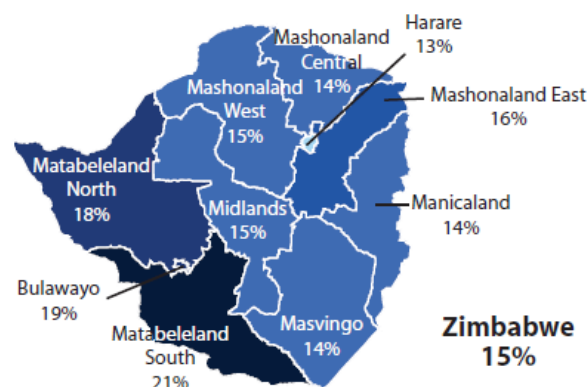 Harare
13%
Mashonaland
Central
14%
Mashonaland East
16%
Mashonaland
West
15%
Matabeleland
North
18%
Midlands
15%
Manicaland
14%
Bulawayo
19%
Matabeleland
South
21%
Masvingo
14%
Zimbabwe
15%